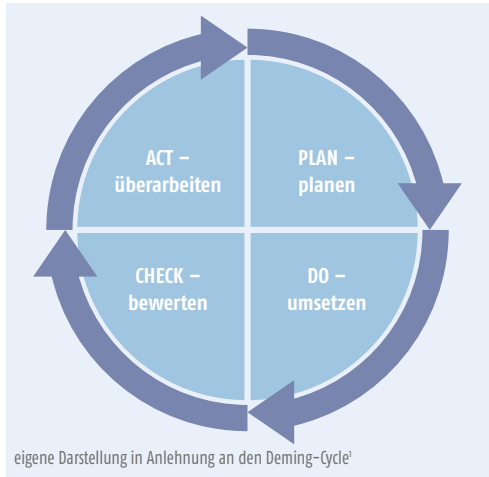 ACT –
überarbeiten
PLAN –
planen
CHECK –
bewerten
DO –
umsetzen
eigene Darstellung in Anlehnung an den Deming-Cycle¹